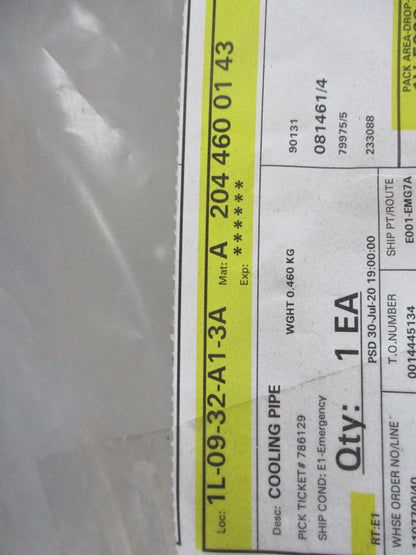 Loc: 1L-09-32-A1-3A Mat: A 204 460 01 43
Exp: ******
Desc: COOLING PIPE
WGHT 0.460 KG
90131
PICK TICKET# 786129
081461/4
SHIP COND: E1-Emergency
79975/5
Qty: 1 EA
233088
PSD 30-Jul-20 19:00:00
RT:E1
PACK AREA-DROP-
WHSE ORDER NO/LINE
T.O.NUMBER
SHIP PT/ROUTE
0014445134
E001-EMG7A